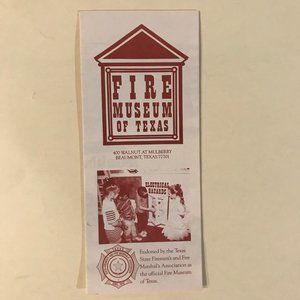 FIRE
MUSEUM
OF TEXAS
400 WALNUT AT MULBERRY
BEAUMONT, TEXAS 77701
ELECTRICAL
HAZARDS
Endorsed by the Texas
State Firemen's and Fire
Marshal's Association as
the official Fire Museum
of Texas.